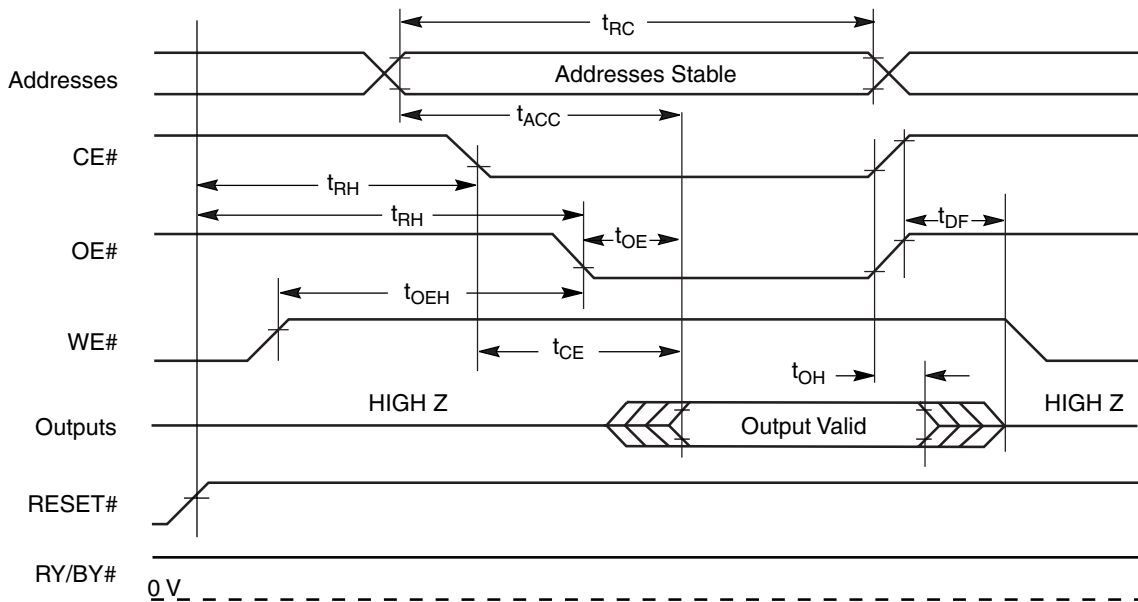 tRC
Addresses
Addresses Stable
tACC
CE#
tRH
tRH
tDF
OE#
tOE
tOEH
WE#
tCE
tOH
HIGH Z
HIGH Z
Outputs
Output Valid
RESET#
RY/BY#
0 V